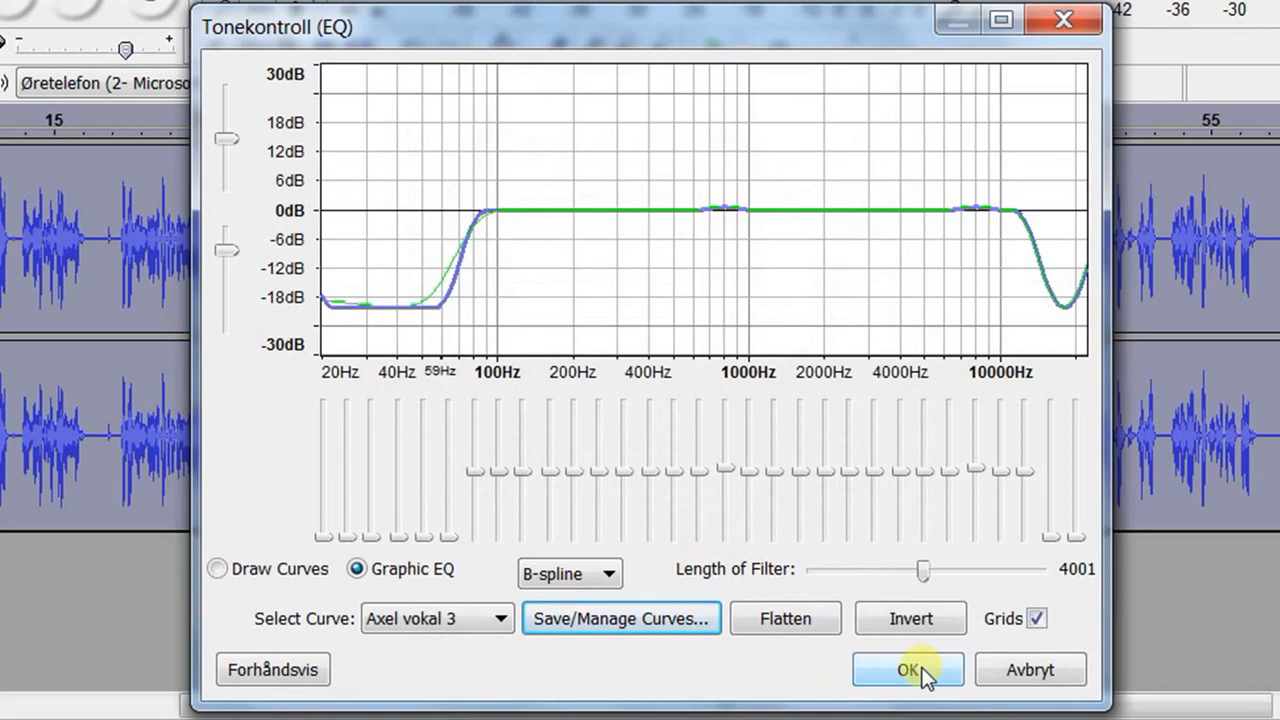 -42 -36 -30
Tonekontroll (EQ)
- +
Øretelefon (2- Microso
15
55
30dB
18dB
12dB
6dB
0dB
-6dB
-12dB
-18dB
-30dB
20Hz 40Hz 59Hz 100Hz 200Hz 400Hz 1000Hz 2000Hz 4000Hz 10000Hz
Draw Curves Graphic EQ B-spline Length of Filter: 4001
Select Curve: Axel vokal 3 Save/Manage Curves... Flatten Invert Grids
Forhåndsvis OK Avbryt